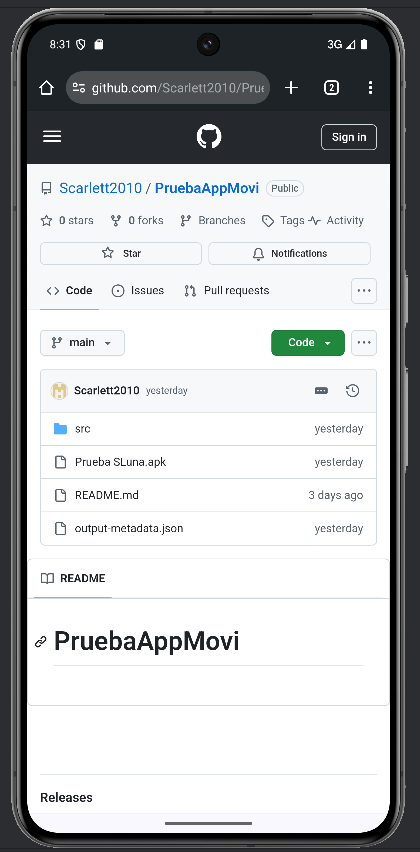 8:31
3G
github.com/Scarlett2010/Prue
2
Sign in
Scarlett2010 / PruebaAppMovi Public
0 stars 0 forks Branches Tags Activity
Star Notifications
Code Issues Pull requests
main Code
Scarlett2010 yesterday
src yesterday
Prueba SLuna.apk yesterday
README.md 3 days ago
output-metadata.json yesterday
README
PruebaAppMovi
Releases